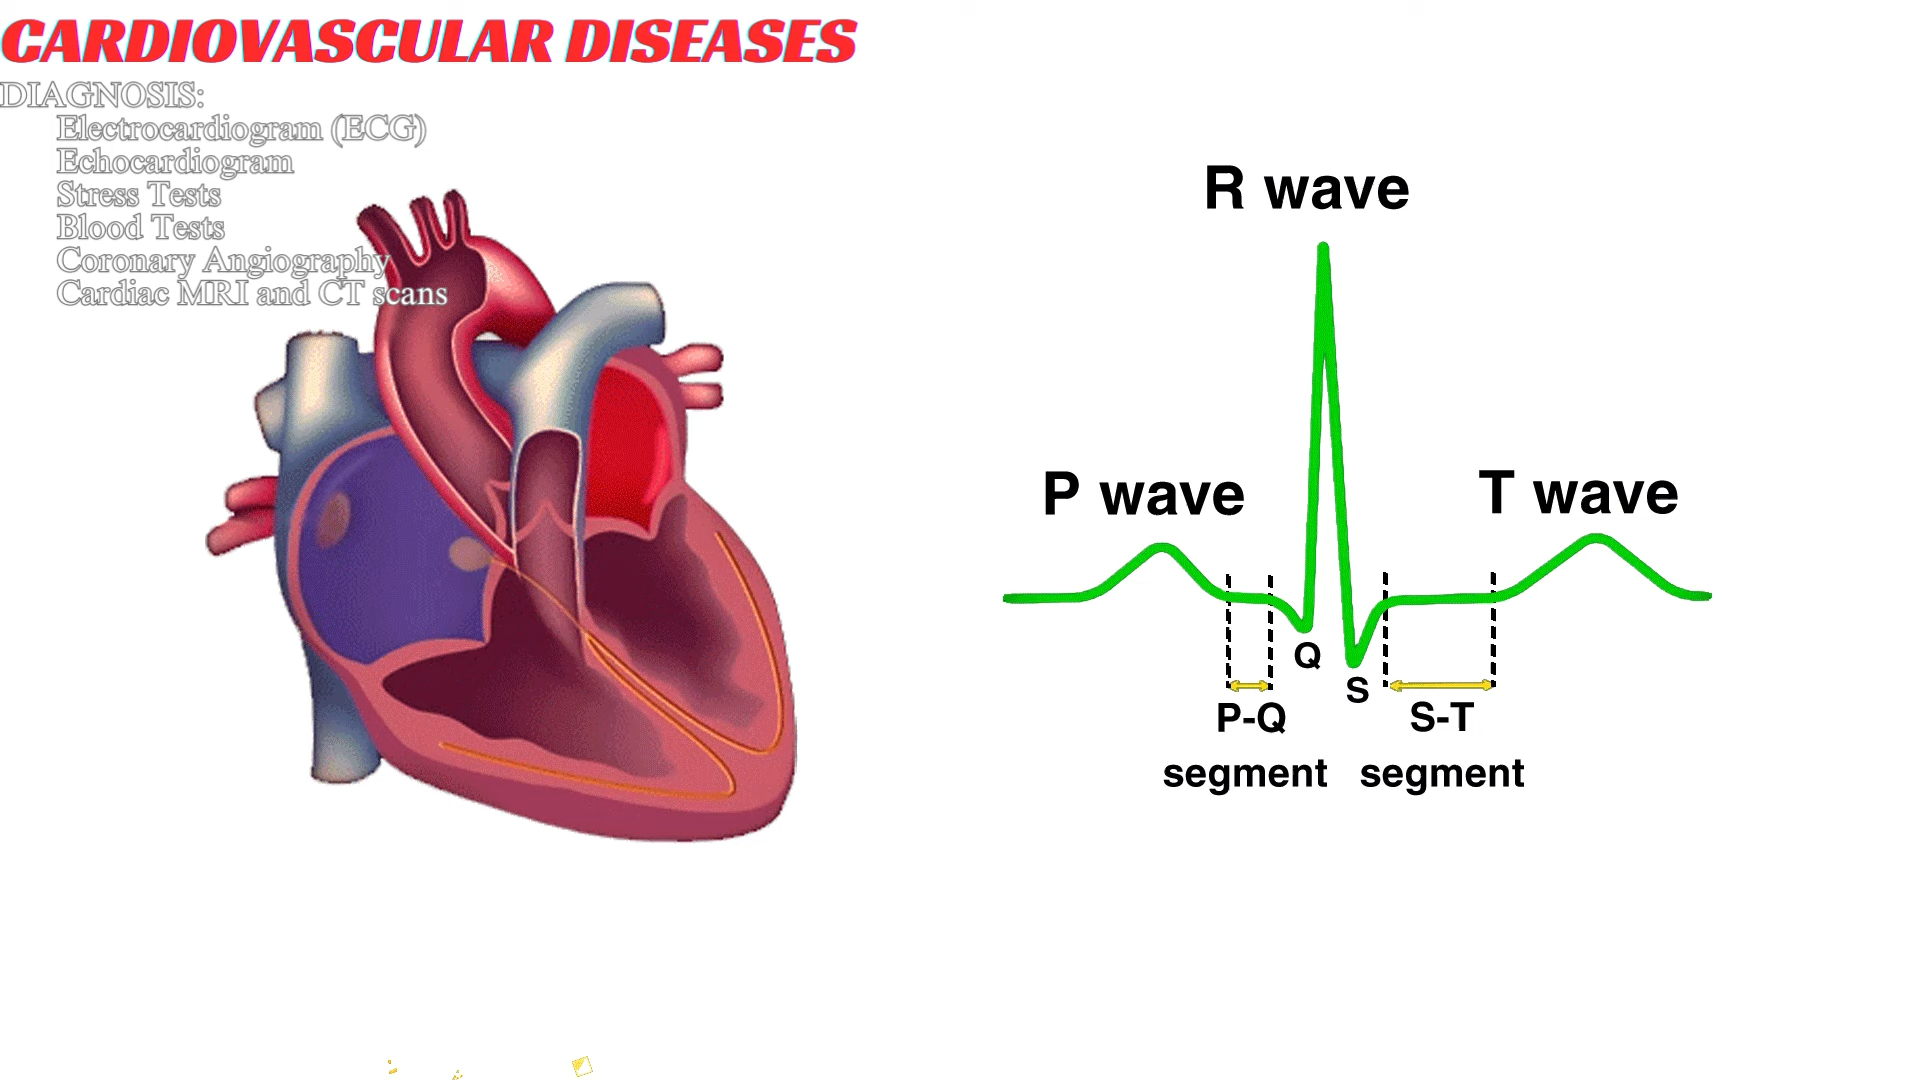 CARDIOVASCULAR DISEASES
DIAGNOSIS:
Electrocardiogram (ECG)
Echocardiogram
Stress Tests
Blood Tests
Coronary Angiography
Cardiac MRI and CT scans
R wave
P wave
T wave
Q
S
P-Q
segment
S-T
segment